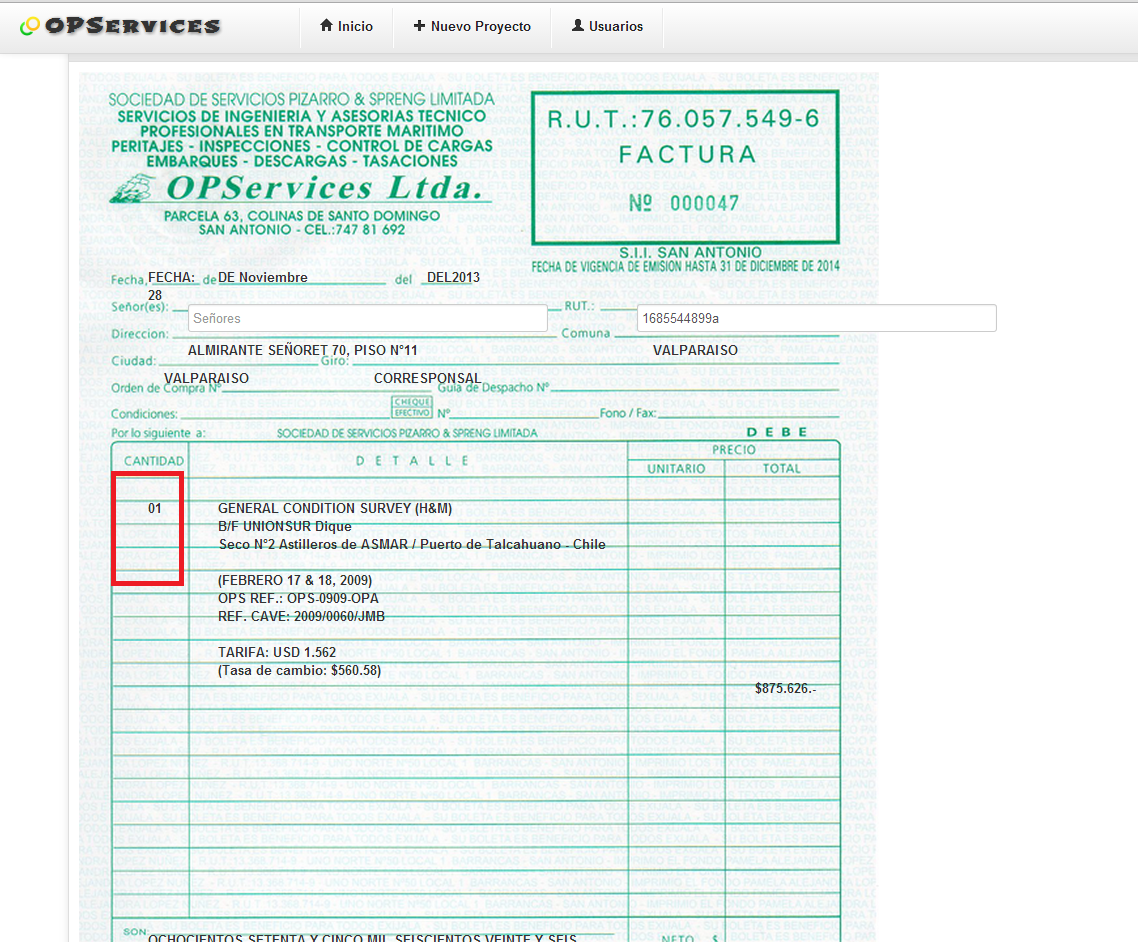 OPServices
Inicio
Nuevo Proyecto
Usuarios
SOCIEDAD DE SERVICIOS PIZARRO & SPRENG LIMITADA
SERVICIOS DE INGENIERIA Y ASESORIAS TECNICO
PROFESIONALES EN TRANSPORTE MARITIMO
PERITAJES - INSPECCIONES - CONTROL DE CARGAS
EMBARQUES - DESCARGAS - TASACIONES
OPServices Ltda.
PARCELA 63, COLINAS DE SANTO DOMINGO
SAN ANTONIO - CEL.:747 81 692
R.U.T.:76.057.549-6
FACTURA
Nº 000047
S.I.I. SAN ANTONIO
FECHA DE VIGENCIA DE EMISION HASTA 31 DE DICIEMBRE DE 2014
Fecha, FECHA: de DE Noviembre del DEL2013
28
Señor(es): Señores RUT.: 1685544899a
Direccion: Comuna
ALMIRANTE SEÑORET 70, PISO N°11 VALPARAISO
Ciudad: Giro:
VALPARAISO CORRESPONSAL
Orden de Compra Nº Guia de Despacho Nº
Condiciones: CHEQUE EFECTIVO Nº Fono / Fax:
Por lo siguiente a: SOCIEDAD DE SERVICIOS PIZARRO & SPRENG LIMITADA DEBE
CANTIDAD DETALLE PRECIO
UNITARIO TOTAL
01 GENERAL CONDITION SURVEY (H&M)
B/F UNIONSUR Dique
Seco N°2 Astilleros de ASMAR / Puerto de Talcahuano - Chile
(FEBRERO 17 & 18, 2009)
OPS REF.: OPS-0909-OPA
REF. CAVE: 2009/0060/JMB
TARIFA: USD 1.562
(Tasa de cambio: $560.58)
$875.626.-
SON: OCHOCIENTOS SETENTA Y CINCO MIL SEISCIENTOS VEINTE Y SEIS NETO $